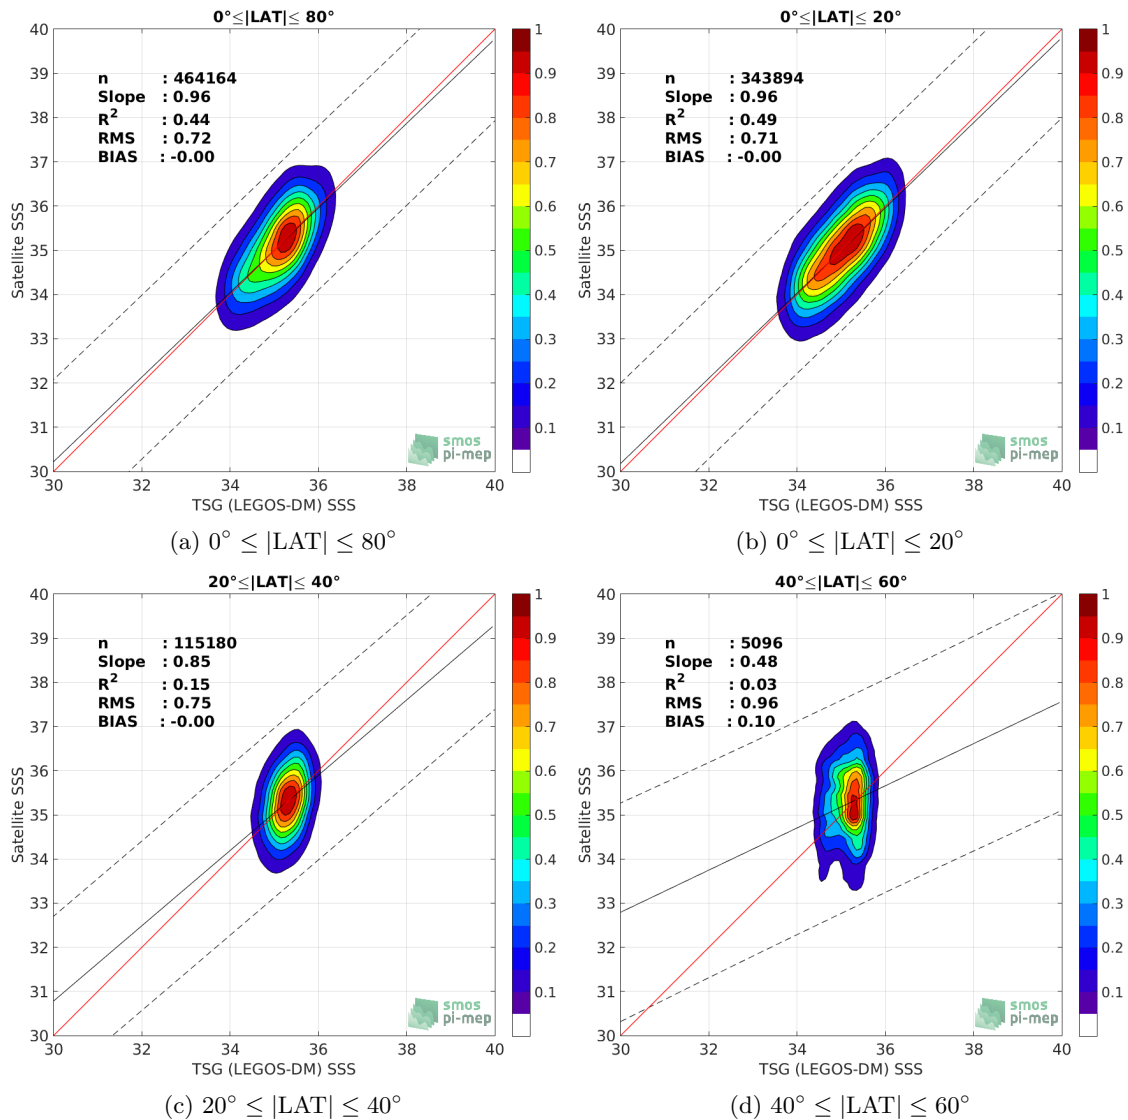 0°≤|LAT|≤ 80°
40
39
38
37
36
35
34
33
32
31
30
Satellite SSS
n : 464164
Slope : 0.96
R² : 0.44
RMS : 0.72
BIAS : -0.00
smos
pi-mep
30 32 34 36 38 40
TSG (LEGOS-DM) SSS
1
0.9
0.8
0.7
0.6
0.5
0.4
0.3
0.2
0.1
(a) 0° ≤ |LAT| ≤ 80°
0°≤|LAT|≤ 20°
40
39
38
37
36
35
34
33
32
31
30
Satellite SSS
n : 343894
Slope : 0.96
R² : 0.49
RMS : 0.71
BIAS : -0.00
smos
pi-mep
30 32 34 36 38 40
TSG (LEGOS-DM) SSS
1
0.9
0.8
0.7
0.6
0.5
0.4
0.3
0.2
0.1
(b) 0° ≤ |LAT| ≤ 20°
20°≤|LAT|≤ 40°
40
39
38
37
36
35
34
33
32
31
30
Satellite SSS
n : 115180
Slope : 0.85
R² : 0.15
RMS : 0.75
BIAS : -0.00
smos
pi-mep
30 32 34 36 38 40
TSG (LEGOS-DM) SSS
1
0.9
0.8
0.7
0.6
0.5
0.4
0.3
0.2
0.1
(c) 20° ≤ |LAT| ≤ 40°
40°≤|LAT|≤ 60°
40
39
38
37
36
35
34
33
32
31
30
Satellite SSS
n : 5096
Slope : 0.48
R² : 0.03
RMS : 0.96
BIAS : 0.10
smos
pi-mep
30 32 34 36 38 40
TSG (LEGOS-DM) SSS
1
0.9
0.8
0.7
0.6
0.5
0.4
0.3
0.2
0.1
(d) 40° ≤ |LAT| ≤ 60°